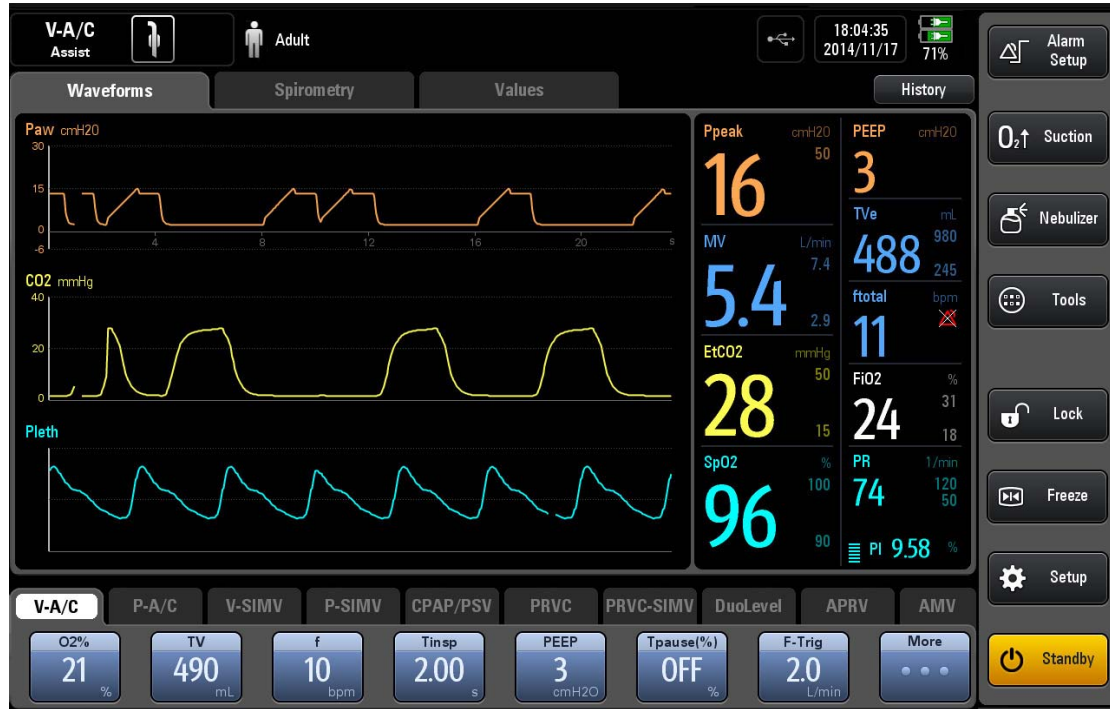 V-A/C
Assist
Adult
18:04:35
2014/11/17
71%
Alarm
Setup
Waveforms
Spirometry
Values
History
Paw cmH2O
30
15
0
-6
4
8
12
16
20
s
CO2 mmHg
40
20
0
Pleth
Ppeak cmH2O
50
16
PEEP cmH2O
3
MV L/min
7.4
5.4
2.9
TVe mL
980
488
245
ftotal bpm
11
EtCO2 mmHg
50
28
15
FiO2 %
31
24
18
SpO2 %
100
96
90
PR 1/min
120
74
50
PI 9.58 %
O2↑ Suction
Nebulizer
Tools
Lock
Freeze
Setup
Standby
V-A/C
P-A/C
V-SIMV
P-SIMV
CPAP/PSV
PRVC
PRVC-SIMV
DuoLevel
APRV
AMV
O2%
21
%
TV
490
mL
f
10
bpm
Tinsp
2.00
s
PEEP
3
cmH2O
Tpause(%)
OFF
%
F-Trig
2.0
L/min
More